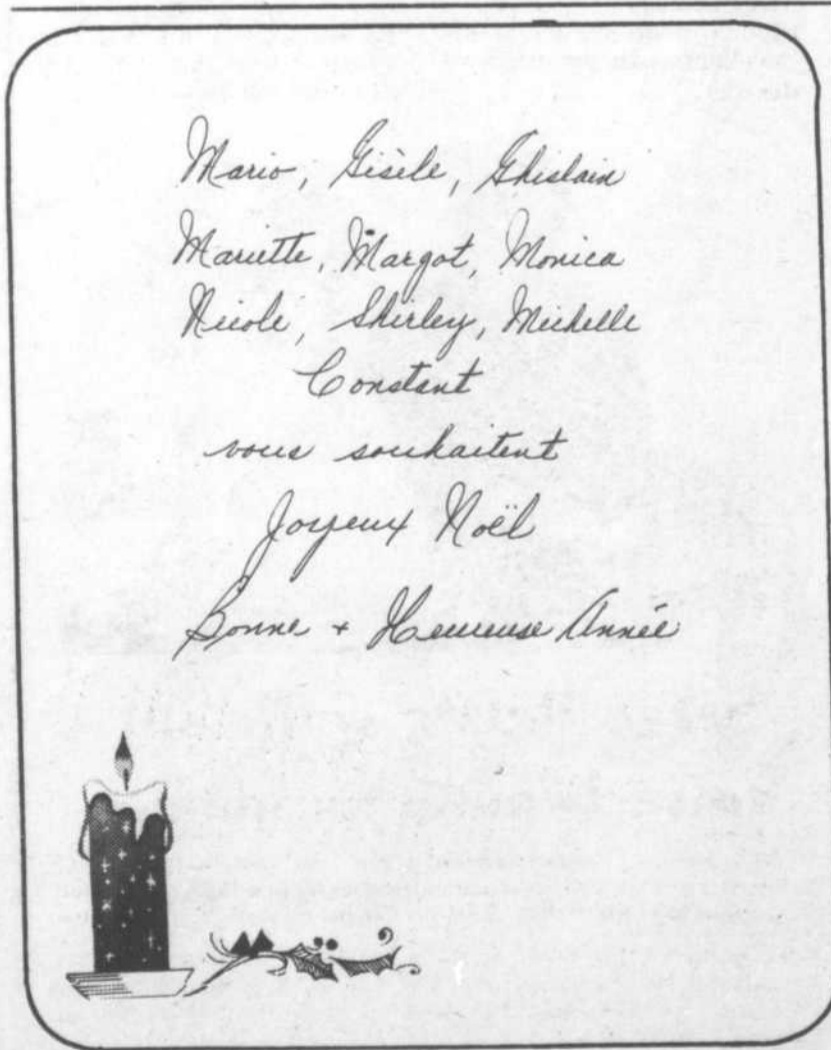 Mario, Gisèle, Ghislain
Mariette, Margot, Monica
Nicole, Shirley, Michelle
Constant
vous souhaitent
Joyeux Noël
Bonne + Heureuse Année